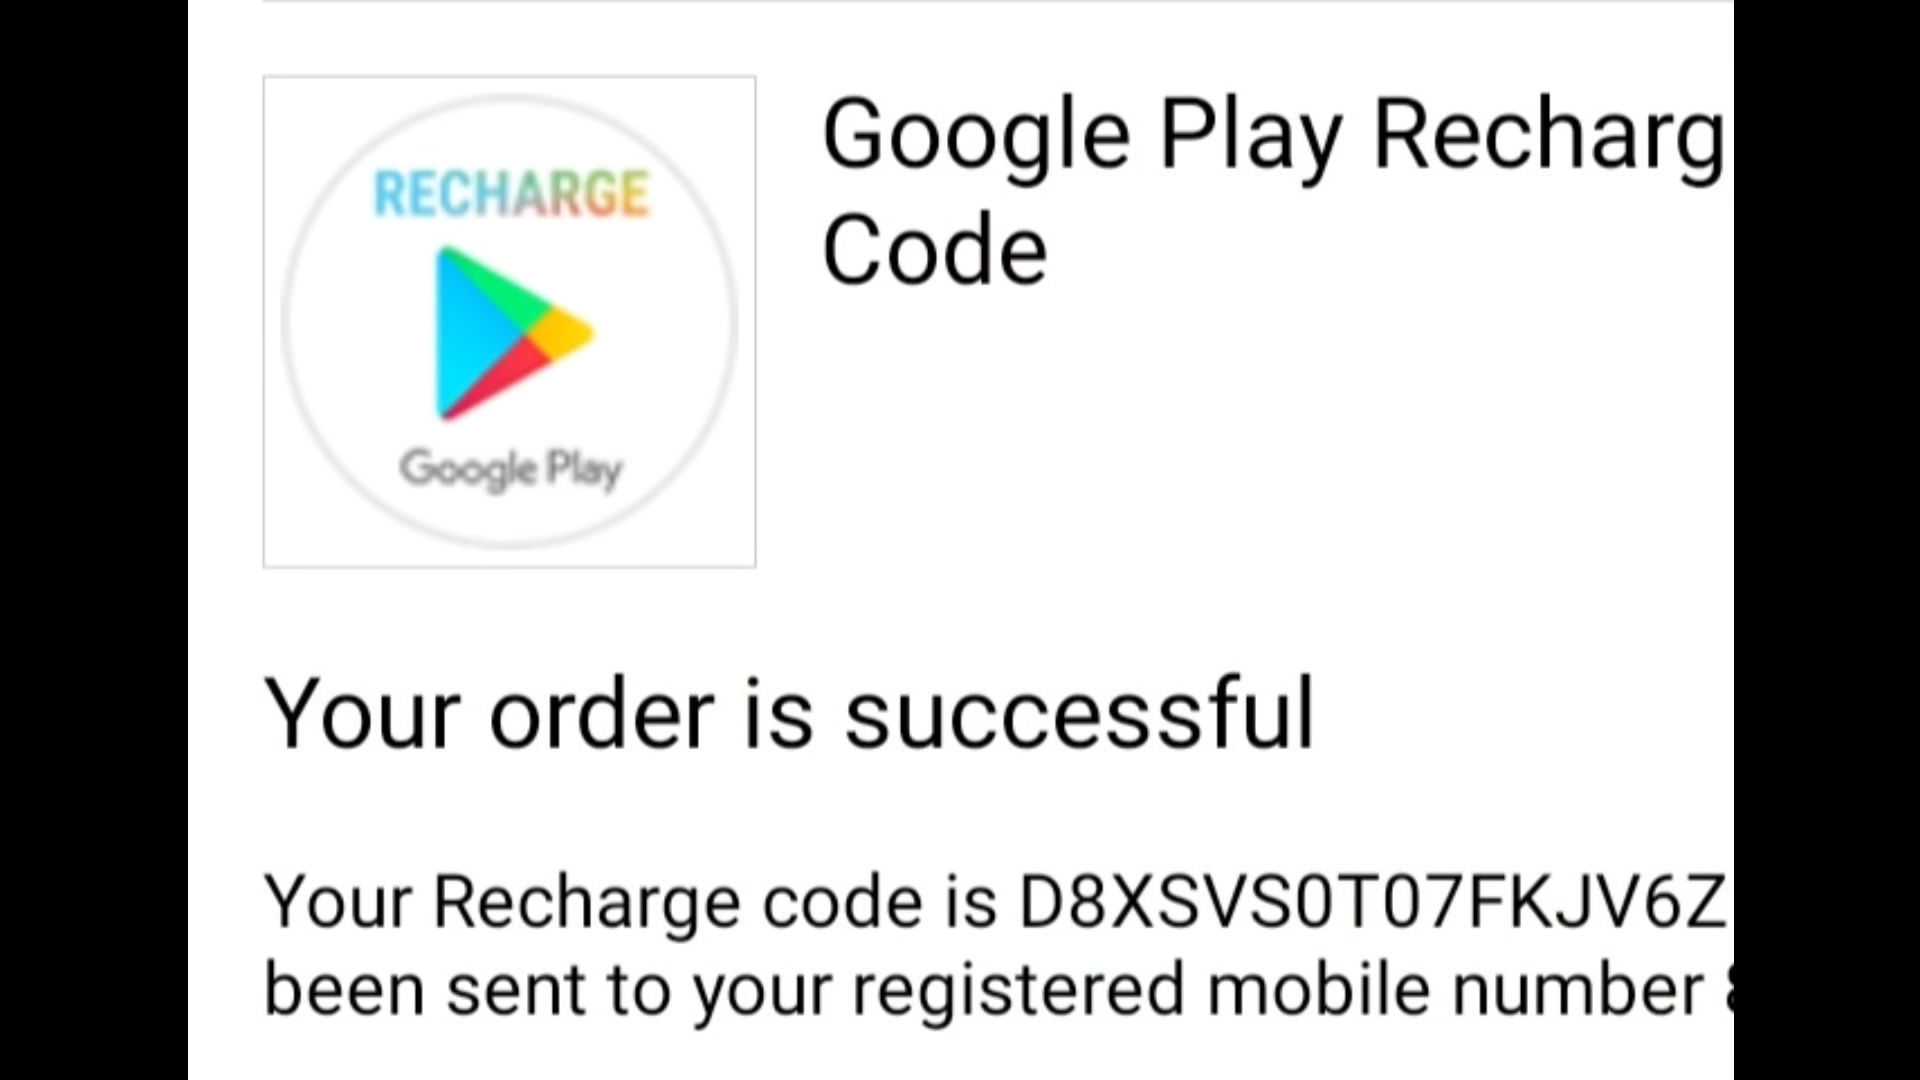 RECHARGE
Google Play
Google Play Recharg
Code
Your order is successful
Your Recharge code is D8XSVS0T07FKJV6Z
been sent to your registered mobile number